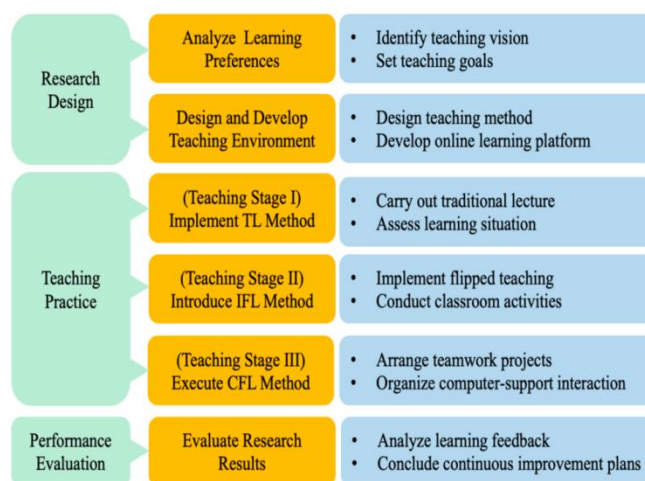 Research
Design
Analyze Learning
Preferences
• Identify teaching vision
• Set teaching goals
Design and Develop
Teaching Environment
• Design teaching method
• Develop online learning platform
Teaching
Practice
(Teaching Stage I)
Implement TL Method
• Carry out traditional lecture
• Assess learning situation
(Teaching Stage II)
Introduce IFL Method
• Implement flipped teaching
• Conduct classroom activities
(Teaching Stage III)
Execute CFL Method
• Arrange teamwork projects
• Organize computer-support interaction
Performance
Evaluation
Evaluate Research
Results
• Analyze learning feedback
• Conclude continuous improvement plans